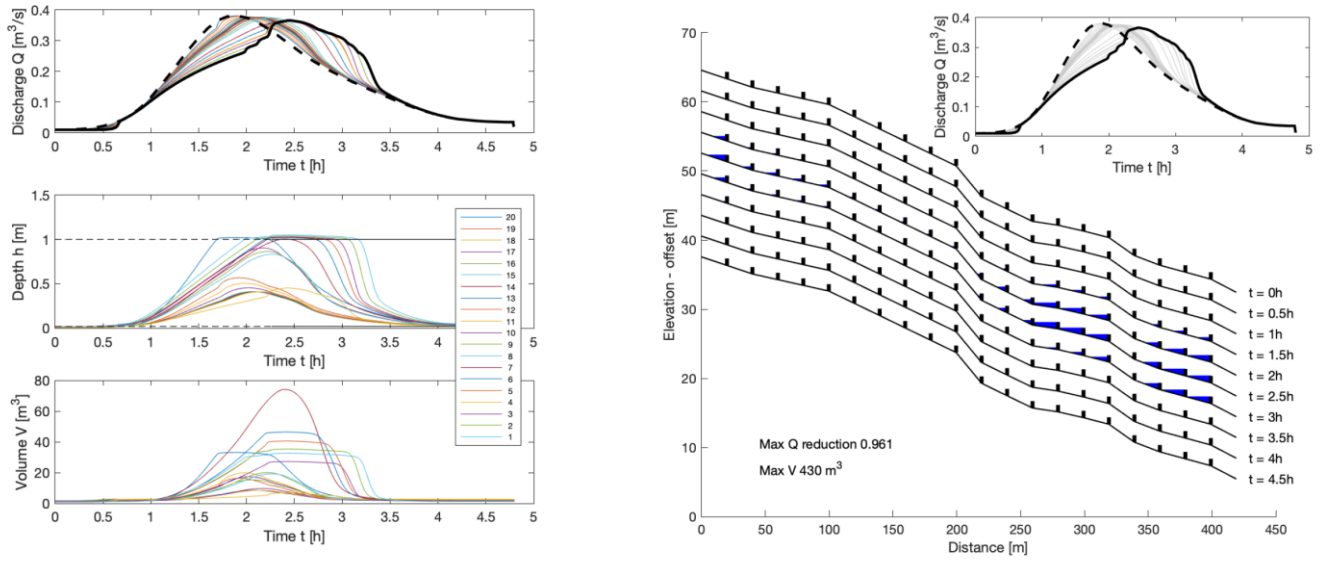 Discharge Q [m³/s]
0.4
0.3
0.2
0.1
0
0 0.5 1 1.5 2 2.5 3 3.5 4 4.5 5
Time t [h]
Depth h [m]
1.5
1
0.5
0
0 0.5 1 1.5 2 2.5 3 3.5 4 4.5 5
Time t [h]
20
19
18
17
16
15
14
13
12
11
10
9
8
7
6
5
4
3
2
1
Volume V [m³]
80
60
40
20
0
0 0.5 1 1.5 2 2.5 3 3.5 4 4.5 5
Time t [h]
Elevation - offset [m]
70
60
50
40
30
20
10
0
Discharge Q [m³/s]
0.4
0.3
0.2
0.1
0
0 1 2 3 4 5
Time t [h]
t = 0h
t = 0.5h
t = 1h
t = 1.5h
t = 2h
t = 2.5h
t = 3h
t = 3.5h
t = 4h
t = 4.5h
Max Q reduction 0.961
Max V 430 m³
0 50 100 150 200 250 300 350 400 450
Distance [m]